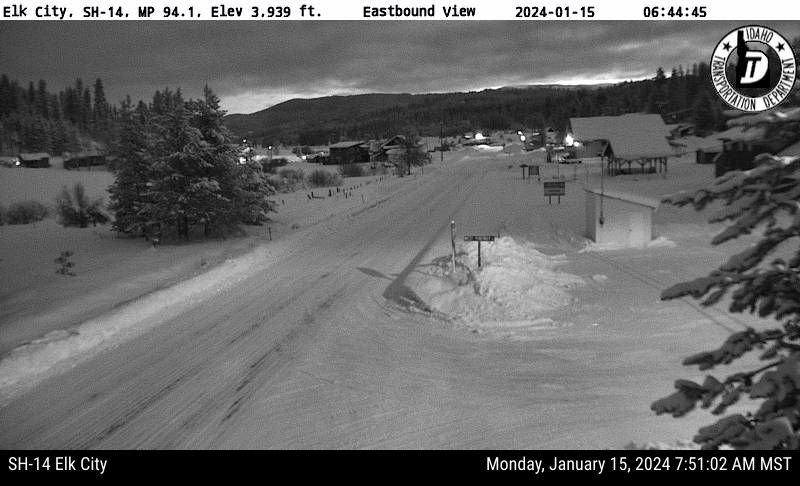 Elk City, SH-14, MP 94.1, Elev 3,939 ft. Eastbound View 2024-01-15 06:44:45
IDAHO
TRANSPORTATION DEPARTMENT
SH-14 Elk City
Monday, January 15, 2024 7:51:02 AM MST